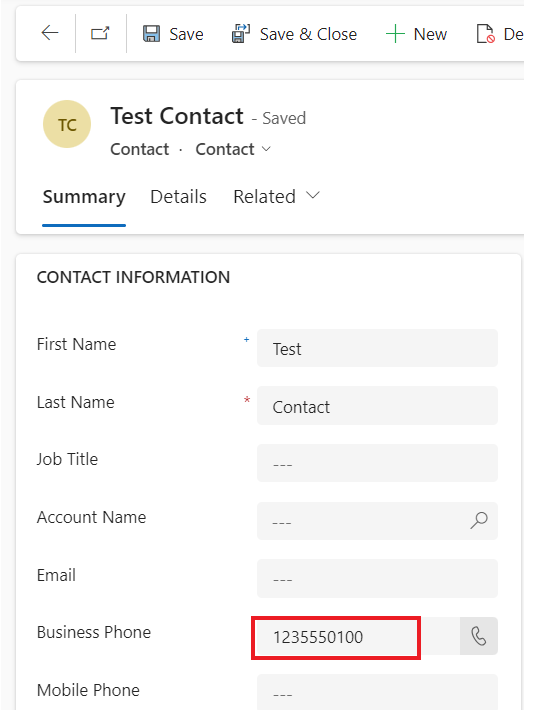 Save Save & Close New De
TC
Test Contact - Saved
Contact · Contact
Summary Details Related
CONTACT INFORMATION
First Name + Test
Last Name * Contact
Job Title ---
Account Name ---
Email ---
Business Phone 1235550100
Mobile Phone ---